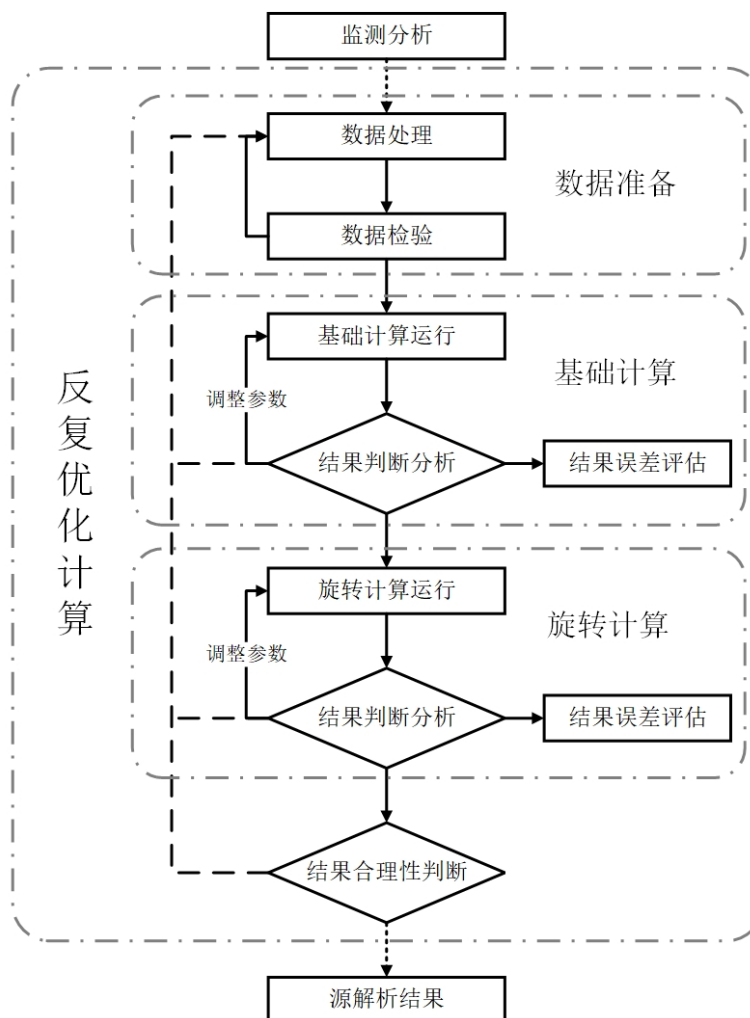 监测分析
数据处理
数据准备
数据检验
基础计算运行
基础计算
调整参数
结果判断分析
结果误差评估
反复优化计算
旋转计算运行
旋转计算
调整参数
结果判断分析
结果误差评估
结果合理性判断
源解析结果